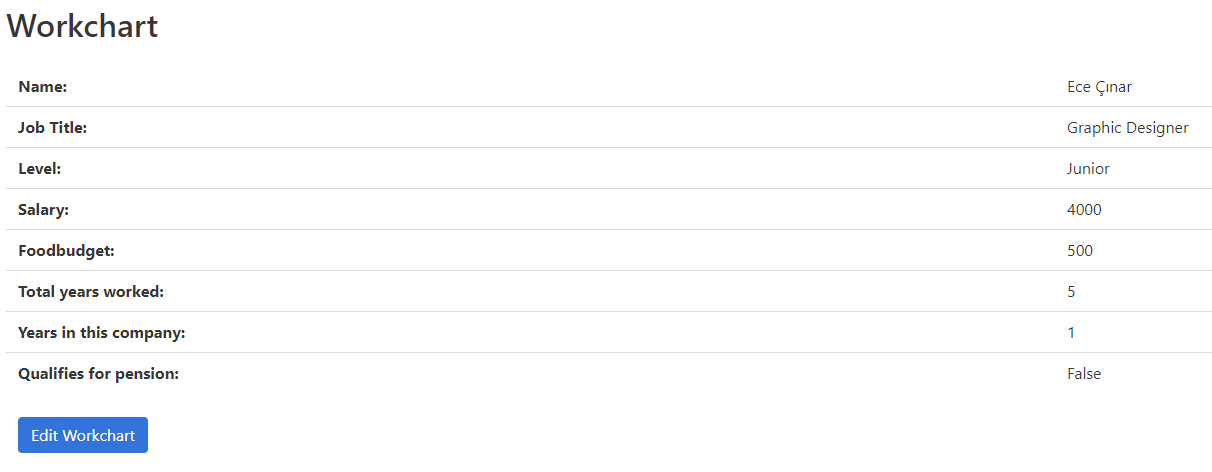 Workchart
Name: Ece Çınar
Job Title: Graphic Designer
Level: Junior
Salary: 4000
Foodbudget: 500
Total years worked: 5
Years in this company: 1
Qualifies for pension: False
Edit Workchart